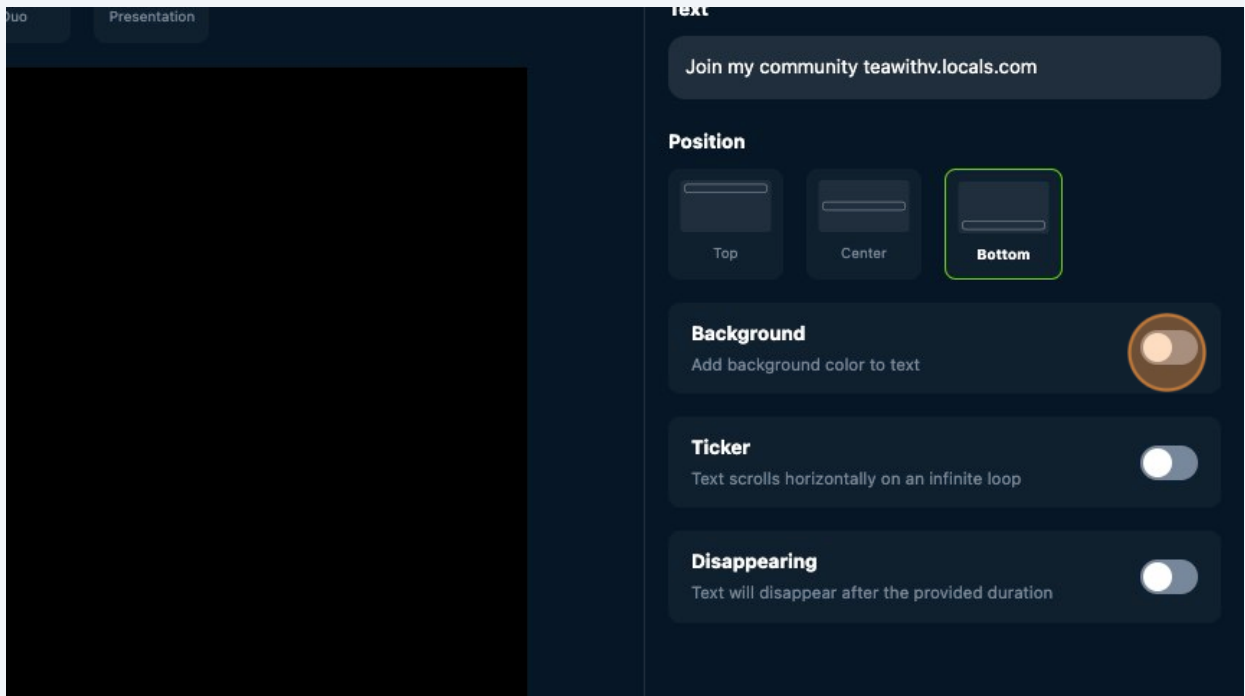 Duo
Presentation
Text
Join my community teawithv.locals.com
Position
Top
Center
Bottom
Background
Add background color to text
Ticker
Text scrolls horizontally on an infinite loop
Disappearing
Text will disappear after the provided duration